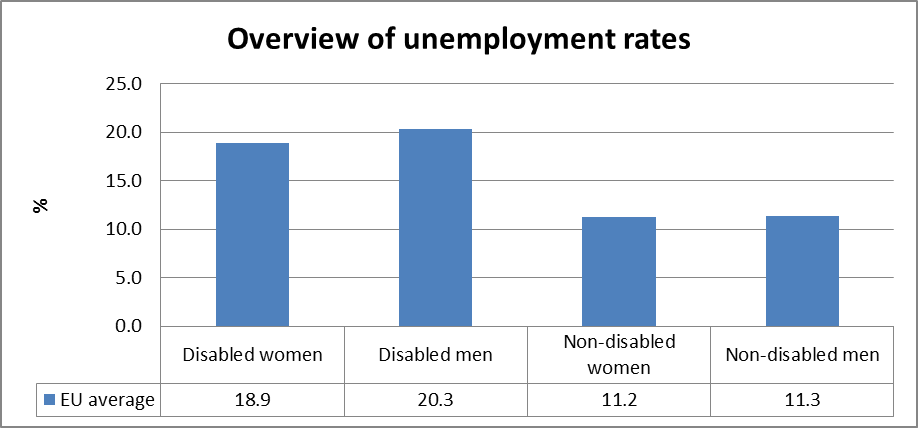 Overview of unemployment rates
25.0
20.0
15.0
10.0
5.0
0.0
%
Disabled women
Disabled men
Non-disabled
women
Non-disabled men
EU average
18.9
20.3
11.2
11.3